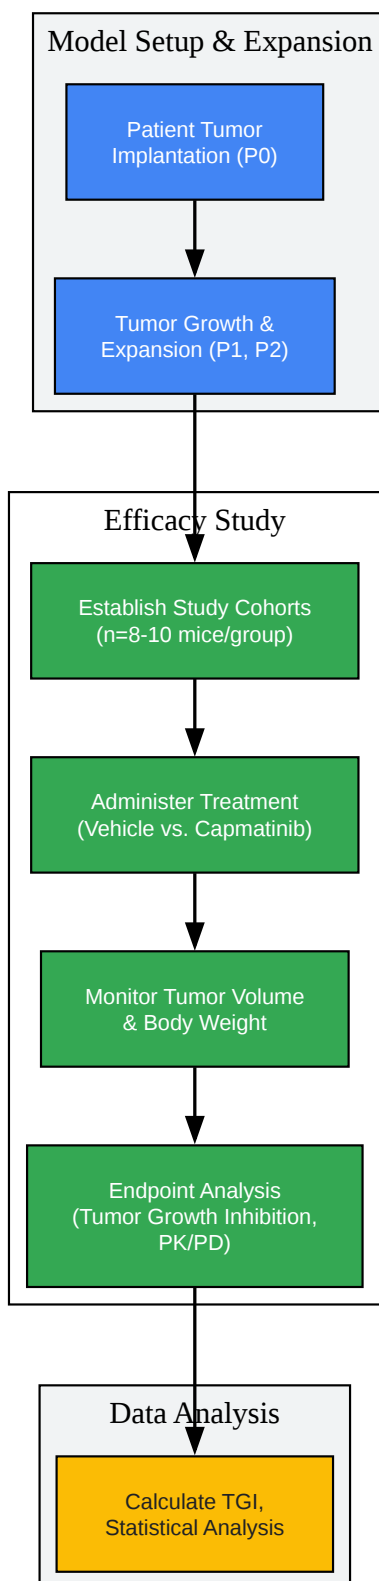 Model Setup & Expansion
Patient Tumor
Implantation (P0)
Tumor Growth &
Expansion (P1, P2)
Efficacy Study
Establish Study Cohorts
(n=8-10 mice/group)
Administer Treatment
(Vehicle vs. Capmatinib)
Monitor Tumor Volume
& Body Weight
Endpoint Analysis
(Tumor Growth Inhibition,
PK/PD)
Data Analysis
Calculate TGI,
Statistical Analysis